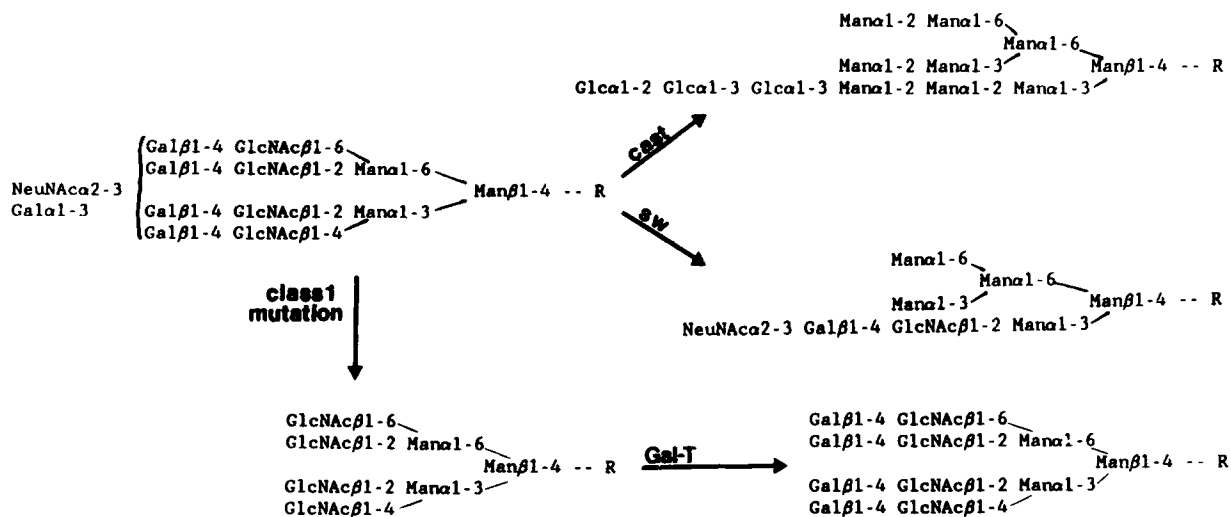 Manα1-2 Manα1-6
Manα1-6
Manα1-2 Manα1-3
Manβ1-4 -- R
Glcα1-2 Glcα1-3 Glcα1-3 Manα1-2 Manα1-2 Manα1-3
cast
NeuNAcα2-3
Galα1-3
Galβ1-4 GlcNAcβ1-6
Galβ1-4 GlcNAcβ1-2 Manα1-6
Manβ1-4 -- R
Galβ1-4 GlcNAcβ1-2 Manα1-3
Galβ1-4 GlcNAcβ1-4
sw
Manα1-6
Manα1-6
Manα1-3
Manβ1-4 -- R
NeuNAcα2-3 Galβ1-4 GlcNAcβ1-2 Manα1-3
class1
mutation
GlcNAcβ1-6
GlcNAcβ1-2 Manα1-6
Manβ1-4 -- R
GlcNAcβ1-2 Manα1-3
GlcNAcβ1-4
Gal-T
Galβ1-4 GlcNAcβ1-6
Galβ1-4 GlcNAcβ1-2 Manα1-6
Manβ1-4 -- R
Galβ1-4 GlcNAcβ1-2 Manα1-3
Galβ1-4 GlcNAcβ1-4